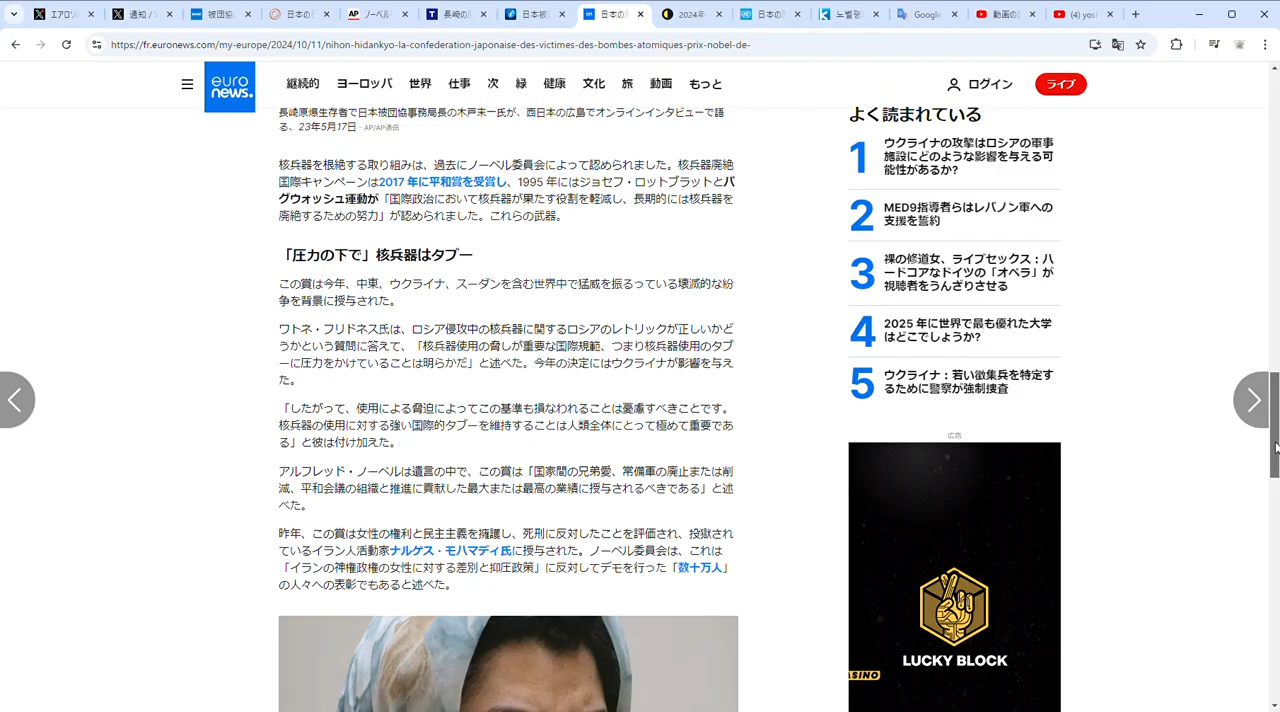 エアロソ
通知 /
被団協
日本の
AP ノーベル
長崎の
日本被
日本の
2024年
日本の
노벨평
Google
動画の
(4) yos
https://fr.euronews.com/my-europe/2024/10/11/nihon-hidankyo-la-confederation-japonaise-des-victimes-des-bombes-atomiques-prix-nobel-de-
euronews.
継続的 ヨーロッパ 世界 仕事 次 緑 健康 文化 旅 動画 もっと
ログイン
ライブ
長崎原爆生存者で日本被団協事務局長の木戸末一氏が、西日本の広島でオンラインインタビューで語
る、23年5月17日 - AP/AP通信
核兵器を根絶する取り組みは、過去にノーベル委員会によって認められました。核兵器廃絶
国際キャンペーンは2017 年に平和賞を受賞し、1995 年にはジョセフ・ロットブラットとパ
グウォッシュ運動が「国際政治において核兵器が果たす役割を軽減し、長期的には核兵器を
廃絶するための努力」が認められました。これらの武器。
「圧力の下で」核兵器はタブー
この賞は今年、中東、ウクライナ、スーダンを含む世界中で猛威を振るっている壊滅的な紛
争を背景に授与された。
ワトネ・フリドネス氏は、ロシア侵攻中の核兵器に関するロシアのレトリックが正しいかど
うかという質問に答えて、「核兵器使用の脅しが重要な国際規範、つまり核兵器使用のタブ
ーに圧力をかけていることは明らかだ」と述べた。今年の決定にはウクライナが影響を与え
た。
「したがって、使用による脅迫によってこの基準も損なわれることは憂慮すべきことです。
核兵器の使用に対する強い国際的タブーを維持することは人類全体にとって極めて重要であ
る」と彼は付け加えた。
アルフレッド・ノーベルは遺言の中で、この賞は「国家間の兄弟愛、常備軍の廃止または削
減、平和会議の組織と推進に貢献した最大または最高の業績に授与されるべきである」と述
べた。
昨年、この賞は女性の権利と民主主義を擁護し、死刑に反対したことを評価され、投獄され
ているイラン人活動家ナルゲス・モハマディ氏に授与された。ノーベル委員会は、これは
「イランの神権政権の女性に対する差別と抑圧政策」に反対してデモを行った「数十万人」
の人々への表彰でもあると述べた。
よく読まれている
1 ウクライナの攻撃はロシアの軍事
施設にどのような影響を与える可
能性があるか?
2 MED9指導者らはレバノン軍への
支援を誓約
3 裸の修道女、ライブセックス：ハ
ードコアなドイツの「オペラ」が
視聴者をうんざりさせる
4 2025 年に世界で最も優れた大学
はどこでしょうか?
5 ウクライナ：若い徴集兵を特定す
るために警察が強制捜査
広告
LUCKY BLOCK